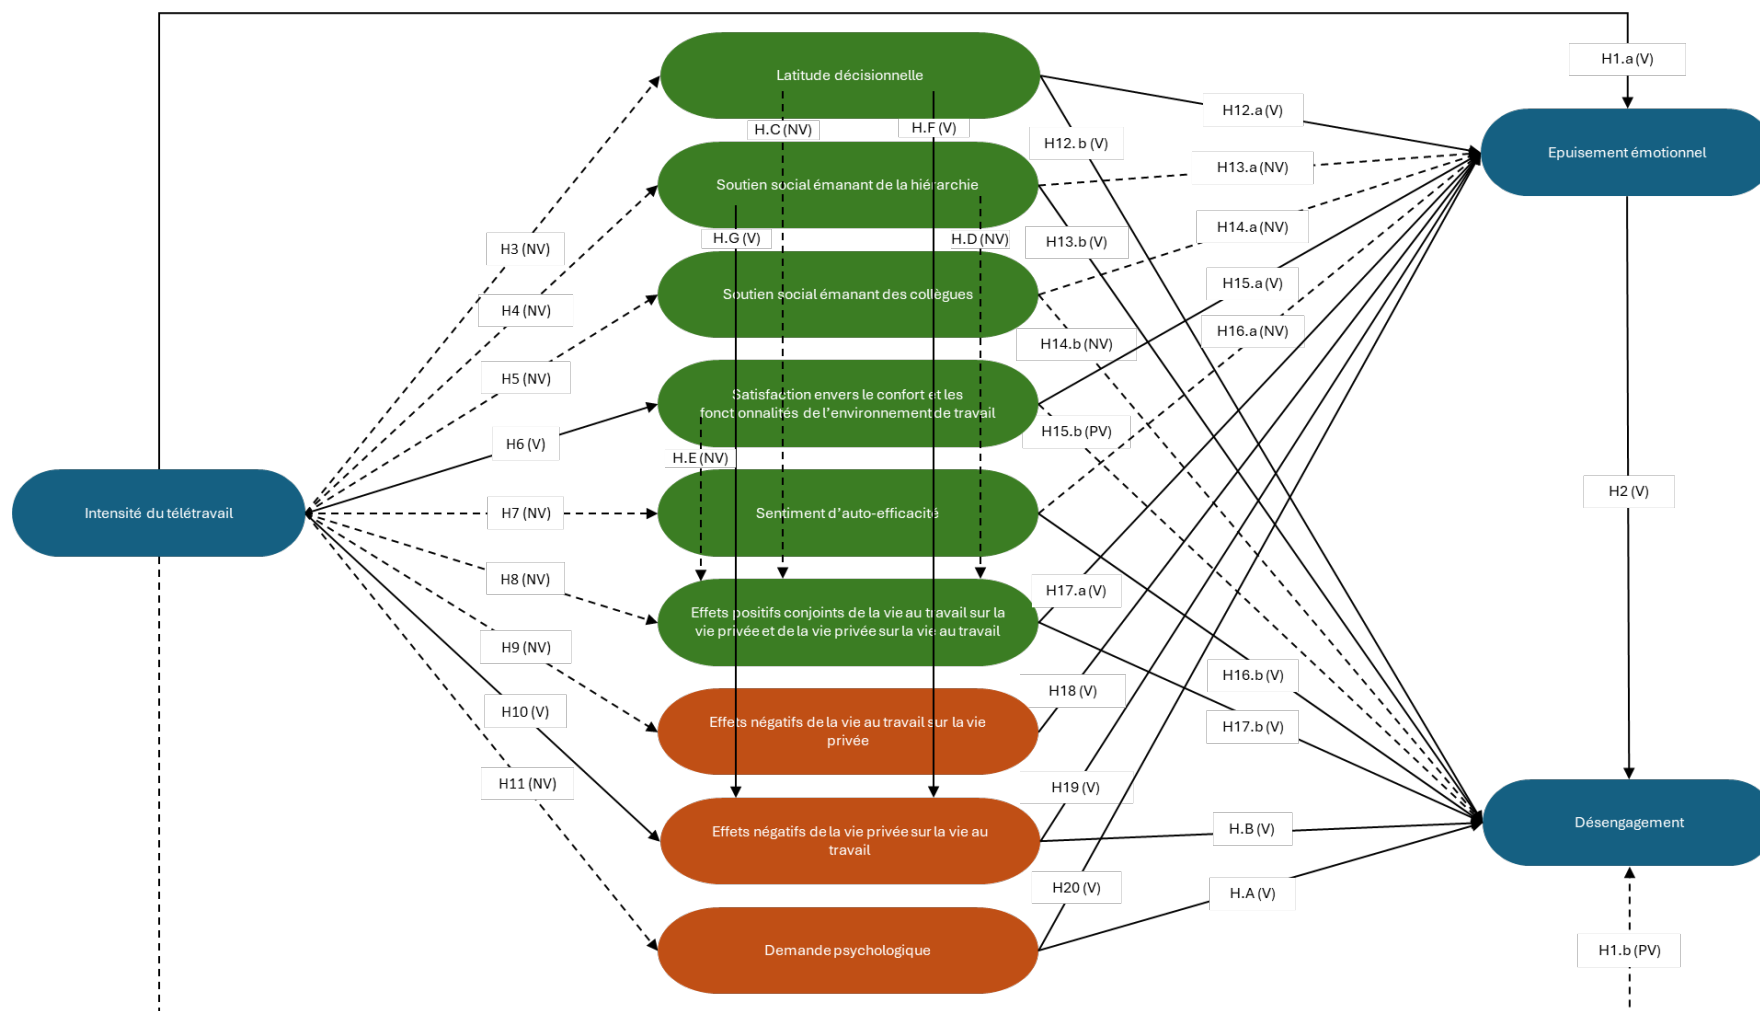 H1.a (V)
Latitude décisionnelle
H12.a (V)
H.C (NV)
H.F (V)
H12. b (V)
Epuisement émotionnel
H13.a (NV)
Soutien social émanant de la hiérarchie
H14.a (NV)
H.G (V)
H.D (NV)
H13.b (V)
H3 (NV)
H15.a (V)
Soutien social émanant des collègues
H4 (NV)
H16.a (NV)
H14.b (NV)
H5 (NV)
Satisfaction envers le confort et les
fonctionnalités de l'environnement de travail
H15.b (PV)
H6 (V)
H.E (NV)
H2 (V)
Intensité du télétravail
H7 (NV)
Sentiment d'auto-efficacité
H8 (NV)
H17.a (V)
Effets positifs conjoints de la vie au travail sur la
vie privée et de la vie privée sur la vie au travail
H9 (NV)
H16.b (V)
H18 (V)
H10 (V)
Effets négatifs de la vie au travail sur la vie
privée
H17.b (V)
H11 (NV)
H19 (V)
Effets négatifs de la vie privée sur la vie au
travail
H.B (V)
Désengagement
H20 (V)
H.A (V)
Demande psychologique
H1.b (PV)